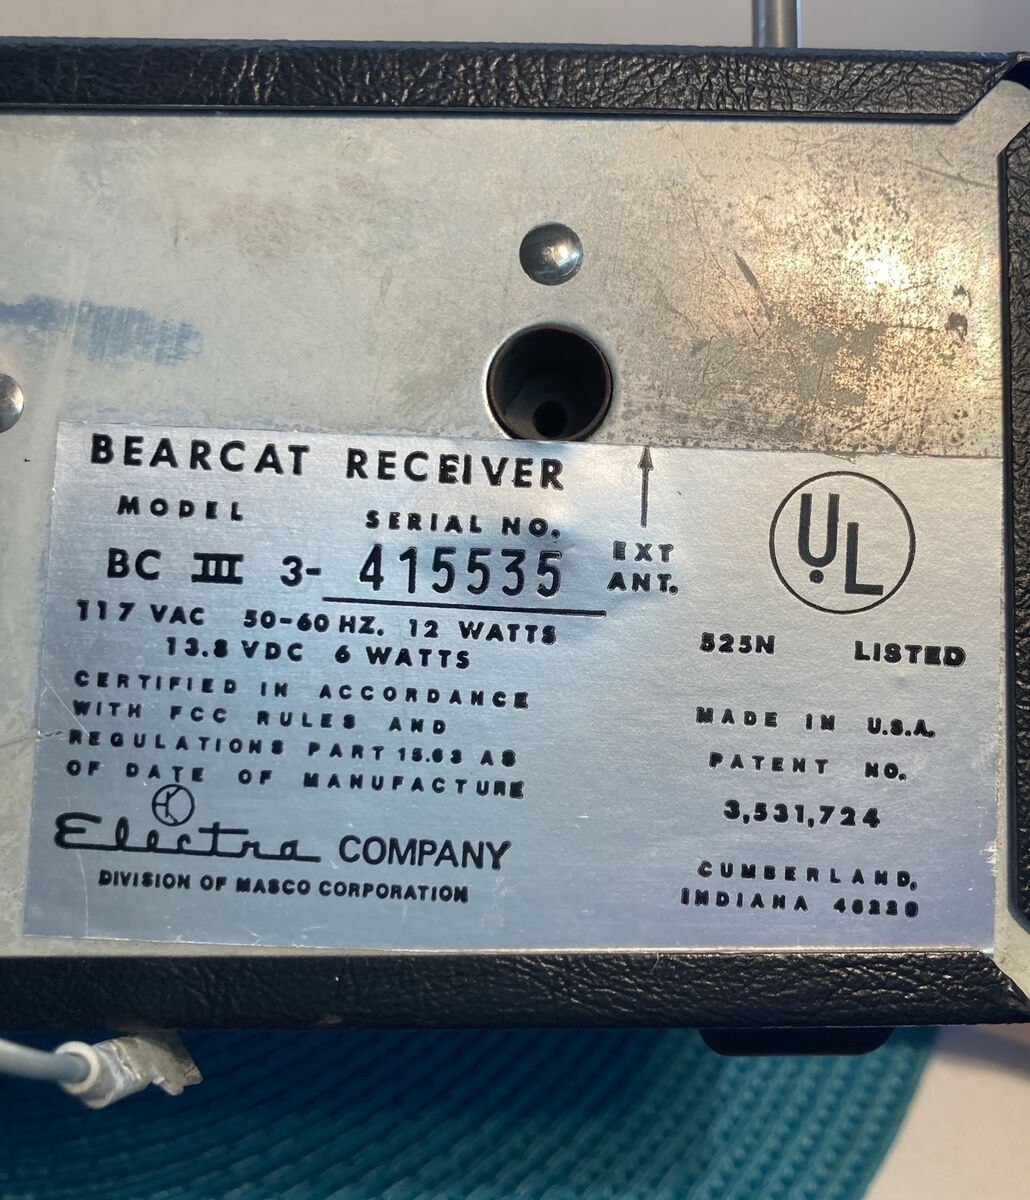 BEARCAT RECEIVER
MODEL SERIAL NO.
BC III 3- 415535
EXT
ANT.
UL
117 VAC 50-60 HZ. 12 WATTS
13.8 VDC 6 WATTS
525N LISTED
CERTIFIED IN ACCORDANCE
WITH FCC RULES AND
REGULATIONS PART 15.63 AS
OF DATE OF MANUFACTURE
MADE IN U.S.A.
PATENT NO.
3,531,724
Electra COMPANY
DIVISION OF MASCO CORPORATION
CUMBERLAND,
INDIANA 46229